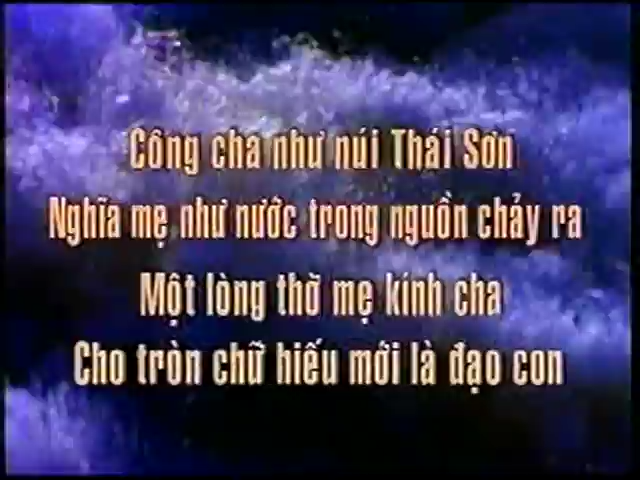 Công cha như núi Thái Sơn
Nghĩa mẹ như nước trong nguồn chảy ra
Một lòng thờ mẹ kính cha
Cho tròn chữ hiếu mới là đạo con